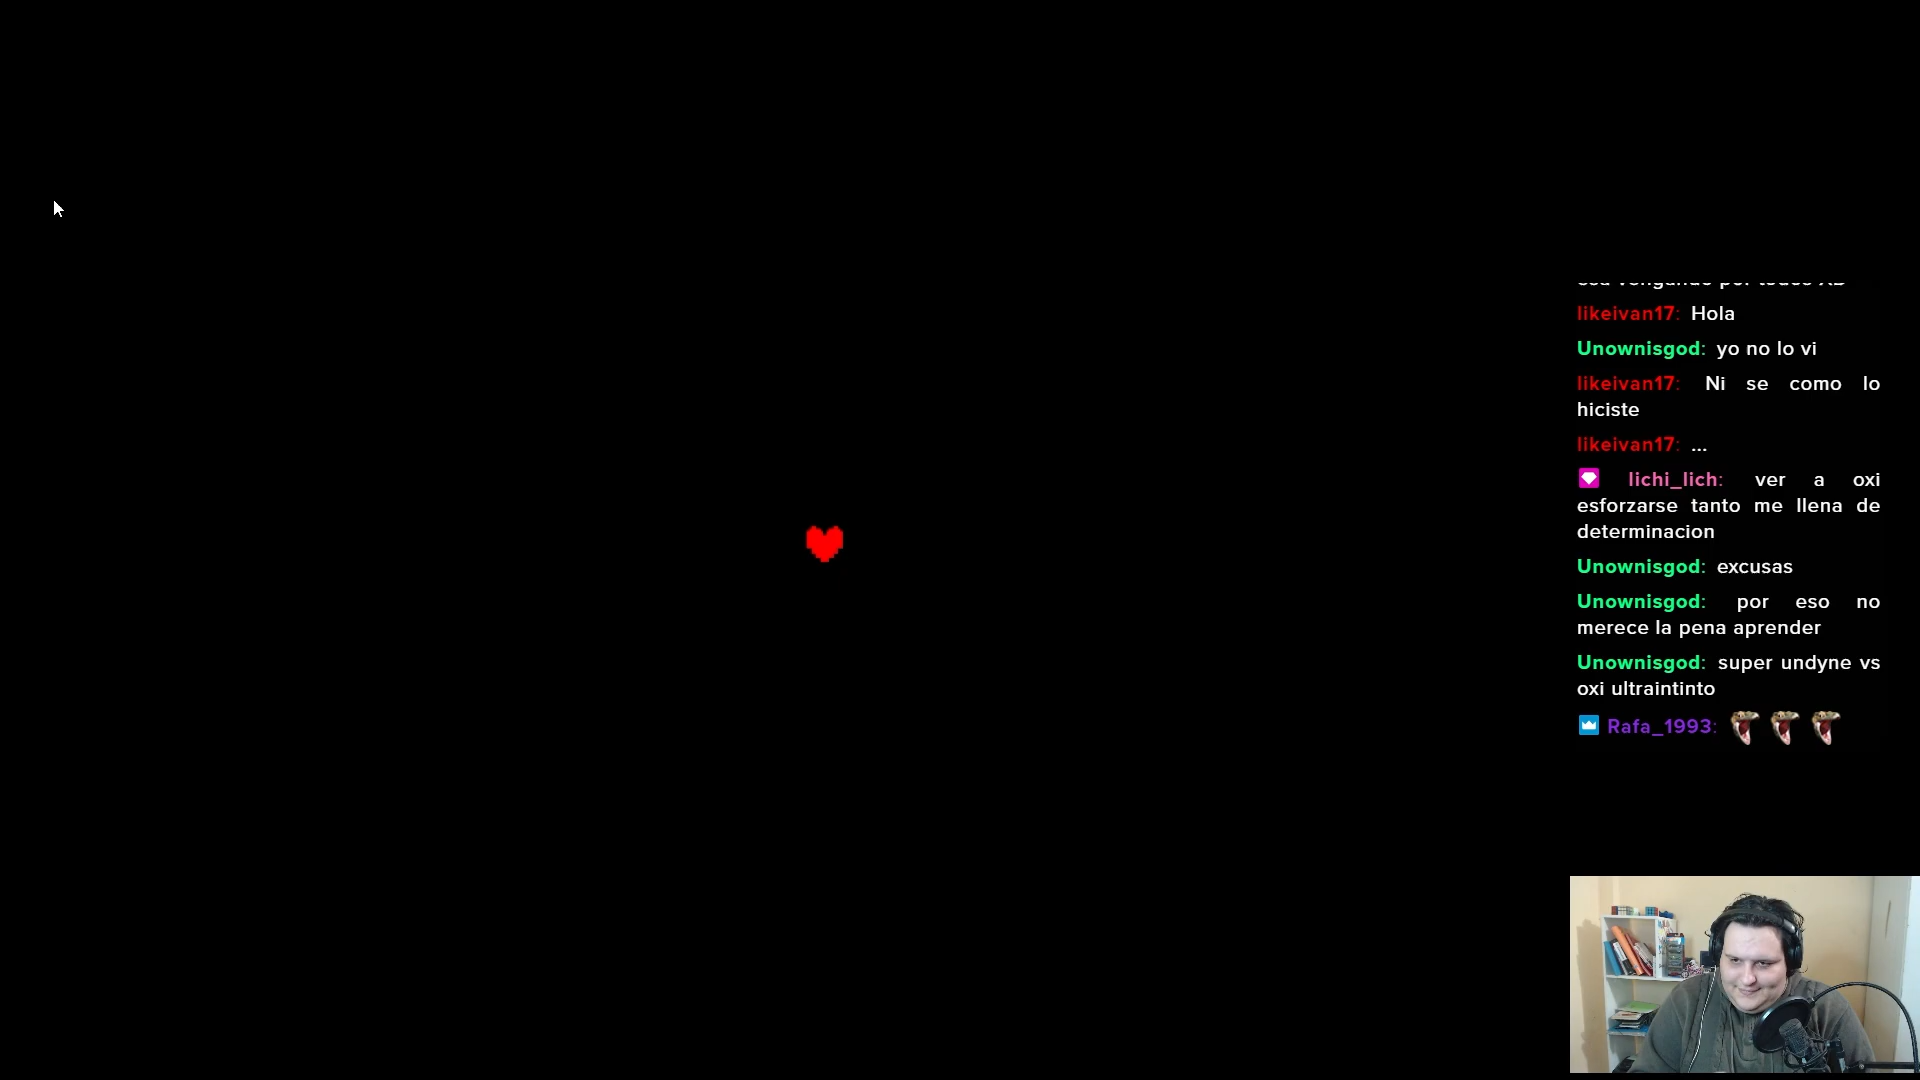 likeivan17: Hola
Unownisgod: yo no lo vi
likeivan17: Ni se como lo
hiciste
likeivan17: ...
lichi_lich: ver a oxi
esforzarse tanto me llena de
determinacion
Unownisgod: excusas
Unownisgod: por eso no
merece la pena aprender
Unownisgod: super undyne vs
oxi ultraintinto
Rafa_1993: